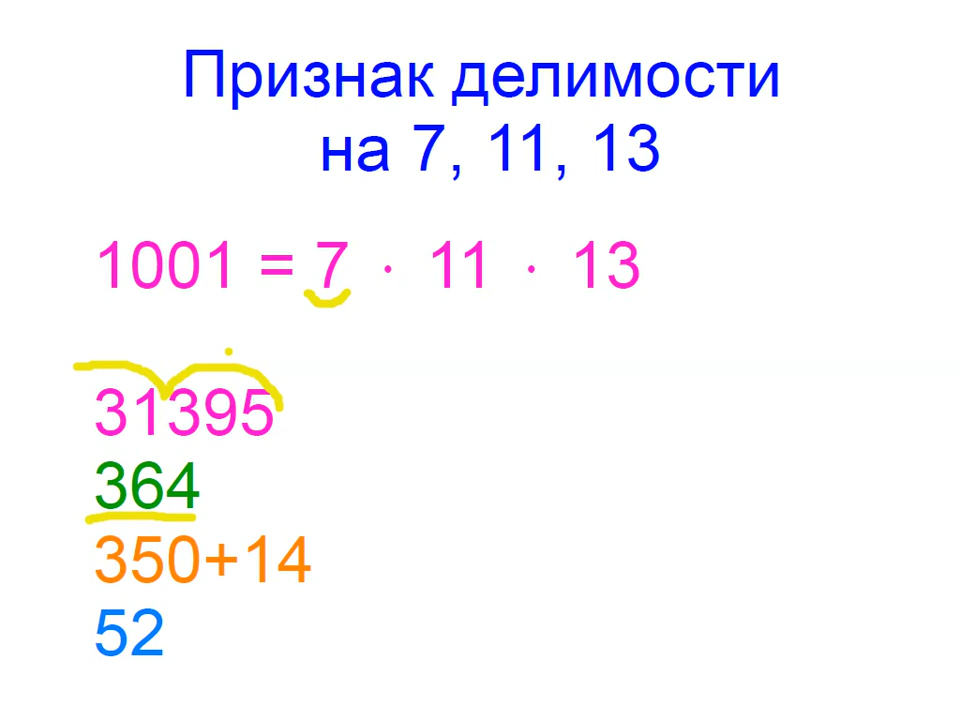 Признак делимости
на 7, 11, 13
1001 = 7 · 11 · 13
31395
364
350+14
52